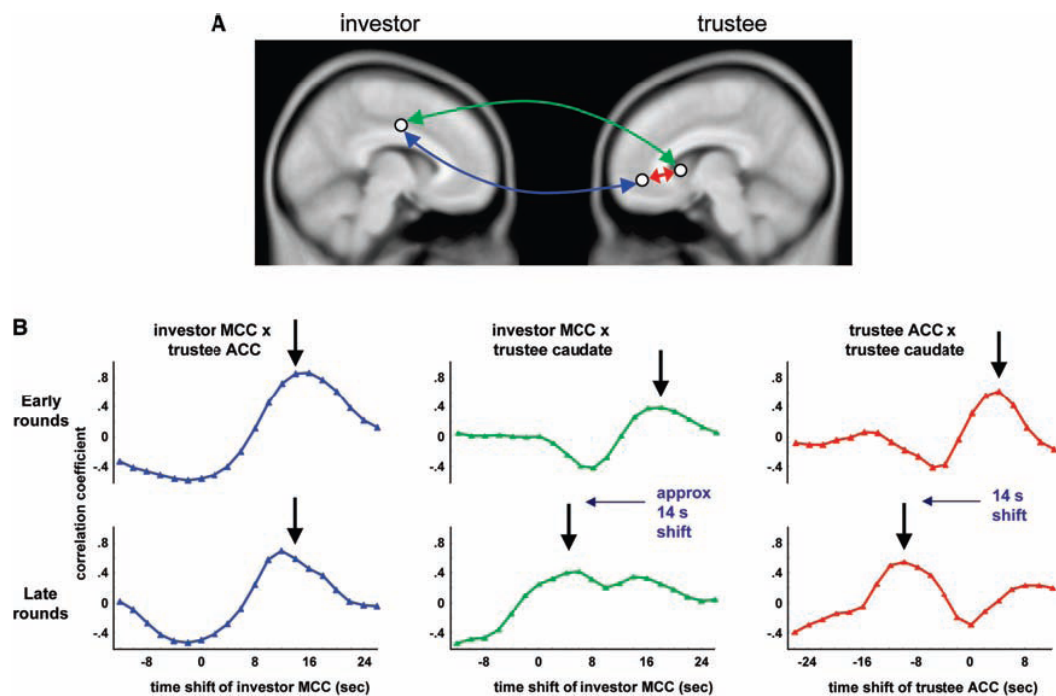 A
investor
trustee
B
investor MCC x
trustee ACC
investor MCC x
trustee caudate
trustee ACC x
trustee caudate
Early
rounds
Late
rounds
correlation coefficient
.8
.4
0
-.4
.8
.4
0
-.4
.8
.4
0
-.4
approx
14 s
shift
14 s
shift
.8
.4
0
-.4
.8
.4
0
-.4
.8
.4
0
-.4
-8 0 8 16 24
-8 0 8 16 24
-24 -16 -8 0 8
time shift of investor MCC (sec)
time shift of investor MCC (sec)
time shift of trustee ACC (sec)